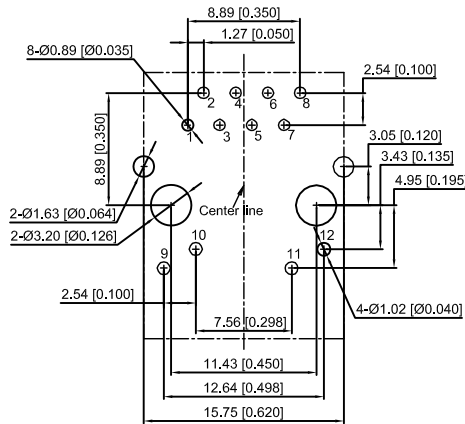 8.89 [0.350]
1.27 [0.050]
8-Ø0.89 [Ø0.035]
2.54 [0.100]
2 4 6 8
1 3 5 7
8.89 [0.350]
3.05 [0.120]
3.43 [0.135]
4.95 [0.195]
Center line
2-Ø1.63 [Ø0.064]
2-Ø3.20 [Ø0.126]
10 12
9 11
2.54 [0.100]
4-Ø1.02 [Ø0.040]
7.56 [0.298]
11.43 [0.450]
12.64 [0.498]
15.75 [0.620]